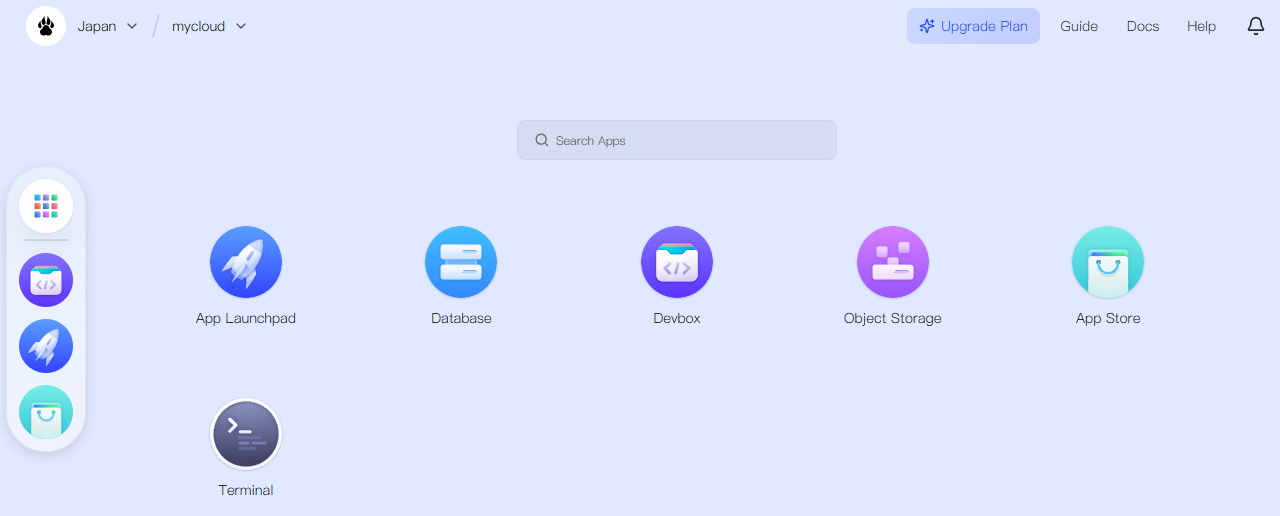 Japan / mycloud Upgrade Plan Guide Docs Help
Search Apps
App Launchpad Database Devbox Object Storage App Store
Terminal